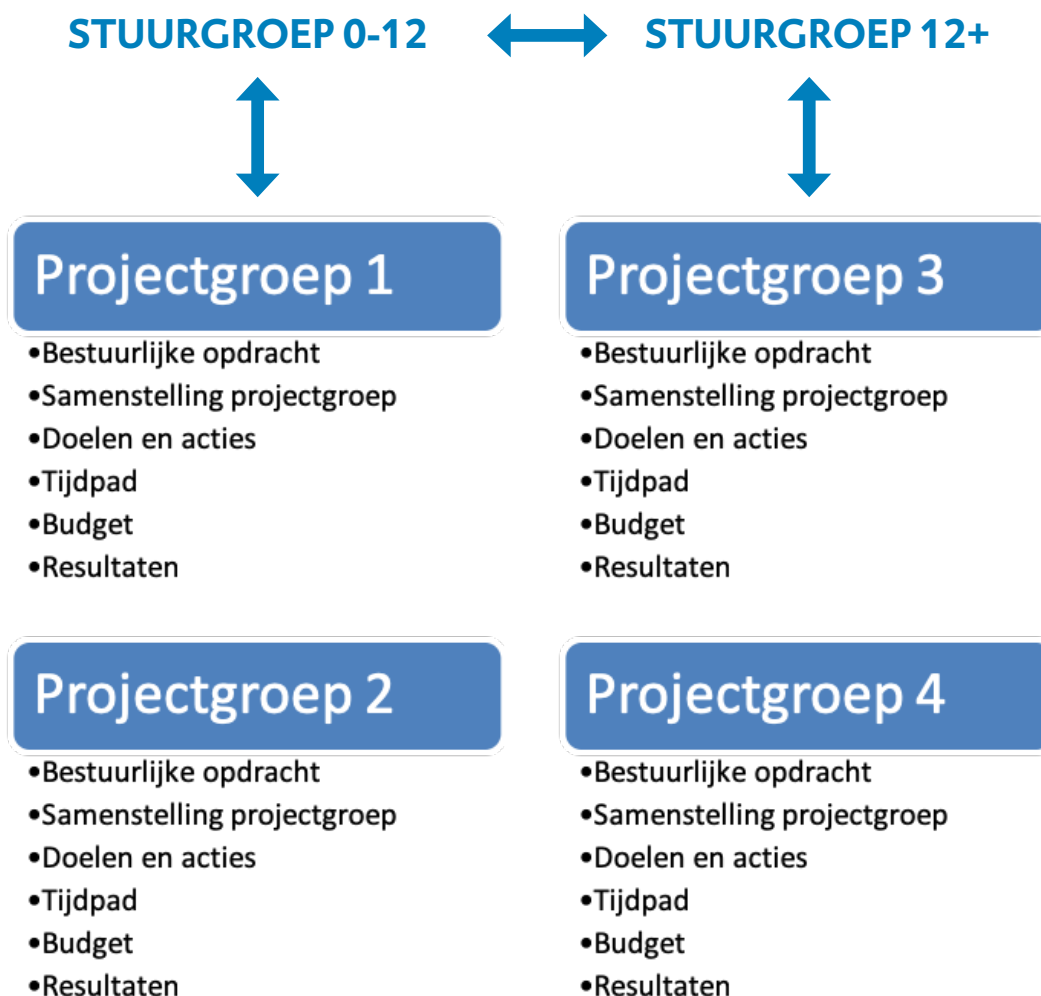 STUURGROEP 0-12
STUURGROEP 12+
Projectgroep 1
•Bestuurlijke opdracht
•Samenstelling projectgroep
•Doelen en acties
•Tijdpad
•Budget
•Resultaten
Projectgroep 3
•Bestuurlijke opdracht
•Samenstelling projectgroep
•Doelen en acties
•Tijdpad
•Budget
•Resultaten
Projectgroep 2
•Bestuurlijke opdracht
•Samenstelling projectgroep
•Doelen en acties
•Tijdpad
•Budget
•Resultaten
Projectgroep 4
•Bestuurlijke opdracht
•Samenstelling projectgroep
•Doelen en acties
•Tijdpad
•Budget
•Resultaten